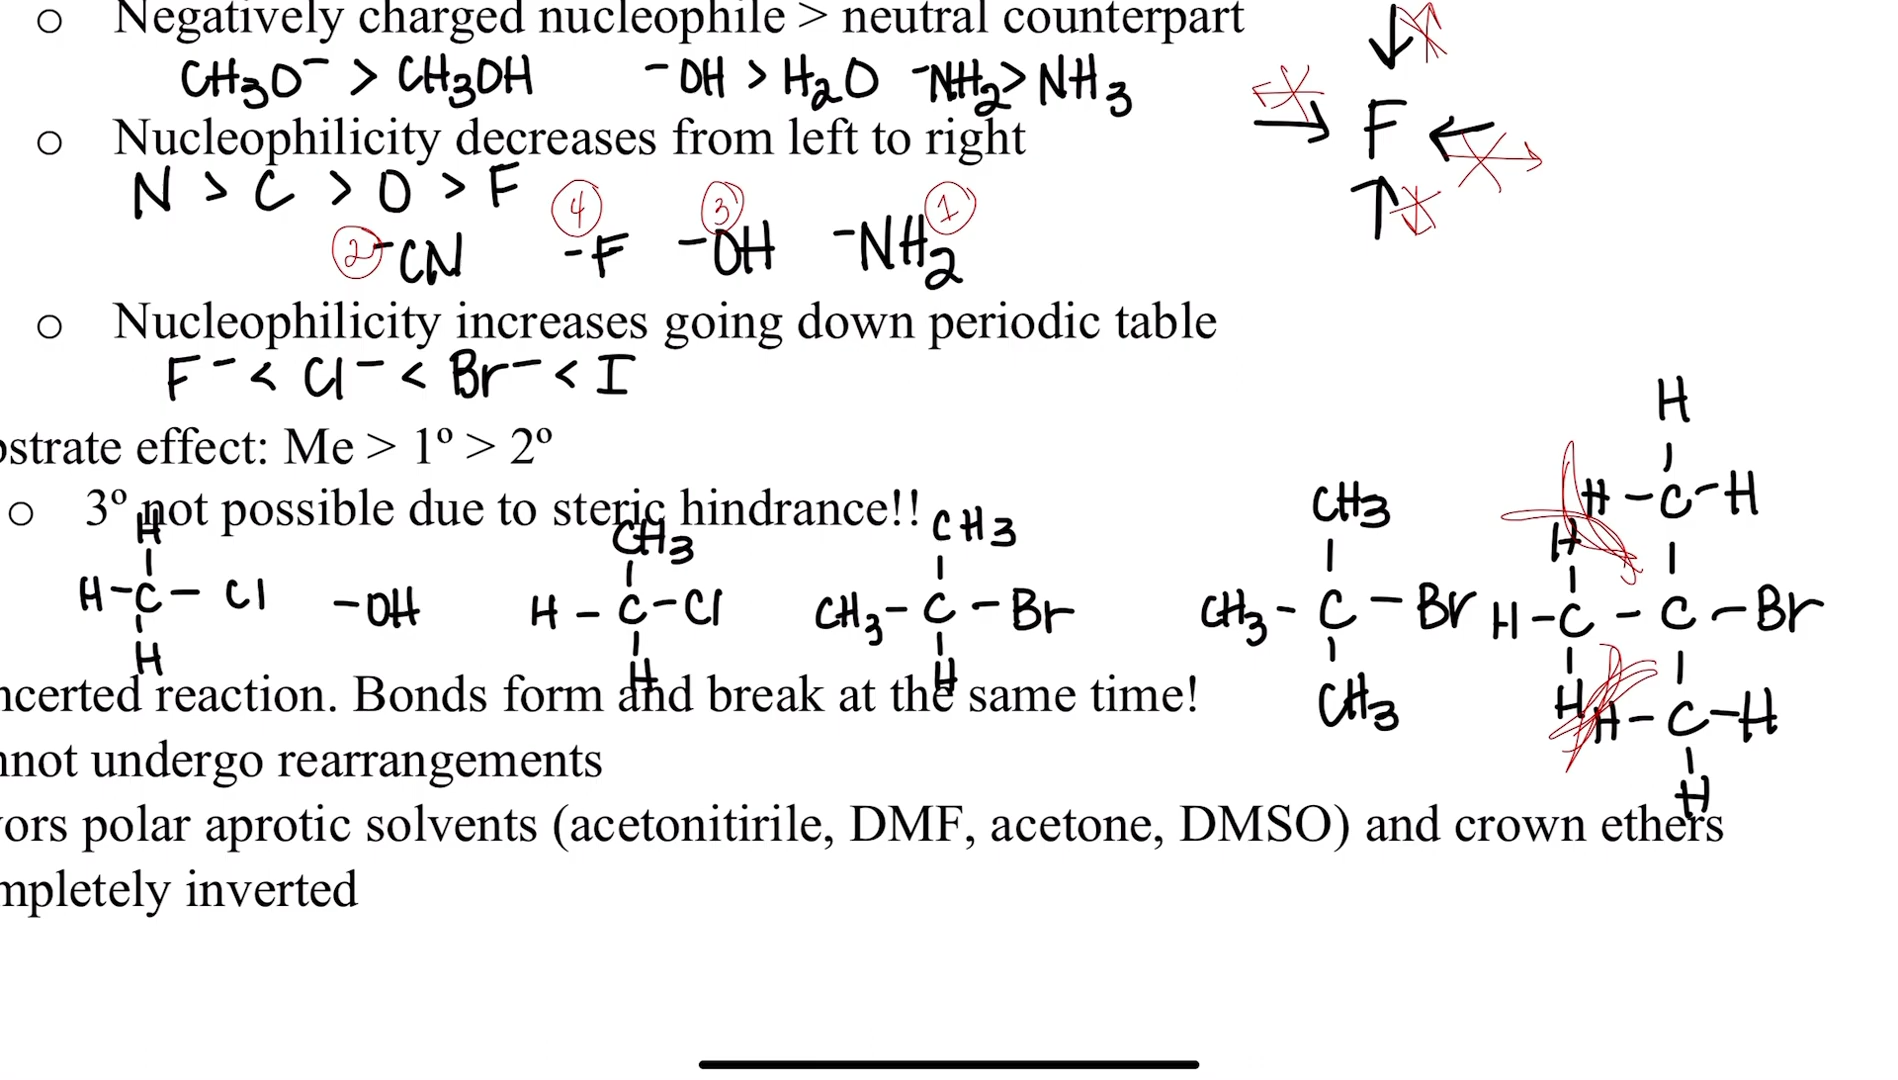 o Negatively charged nucleophile > neutral counterpart
CH3O⁻ > CH3OH ⁻OH > H2O ⁻NH2 > NH3
F
o Nucleophilicity decreases from left to right
N > C > O > F
② ⁻CN ④ ⁻F ③ ⁻OH ① ⁻NH2
o Nucleophilicity increases going down periodic table
F⁻ < Cl⁻ < Br⁻ < I
strate effect: Me > 1º > 2º
o 3º not possible due to steric hindrance!!
H
H-C-Cl
H
-OH
CH3
H-C-Cl
H
CH3
CH3-C-Br
H
CH3
CH3-C-Br
CH3
H
H-C-H
H
H-C-C-Br
H
H-C-H
H
ncerted reaction. Bonds form and break at the same time!
nnot undergo rearrangements
vors polar aprotic solvents (acetonitirile, DMF, acetone, DMSO) and crown ethers
mpletely inverted